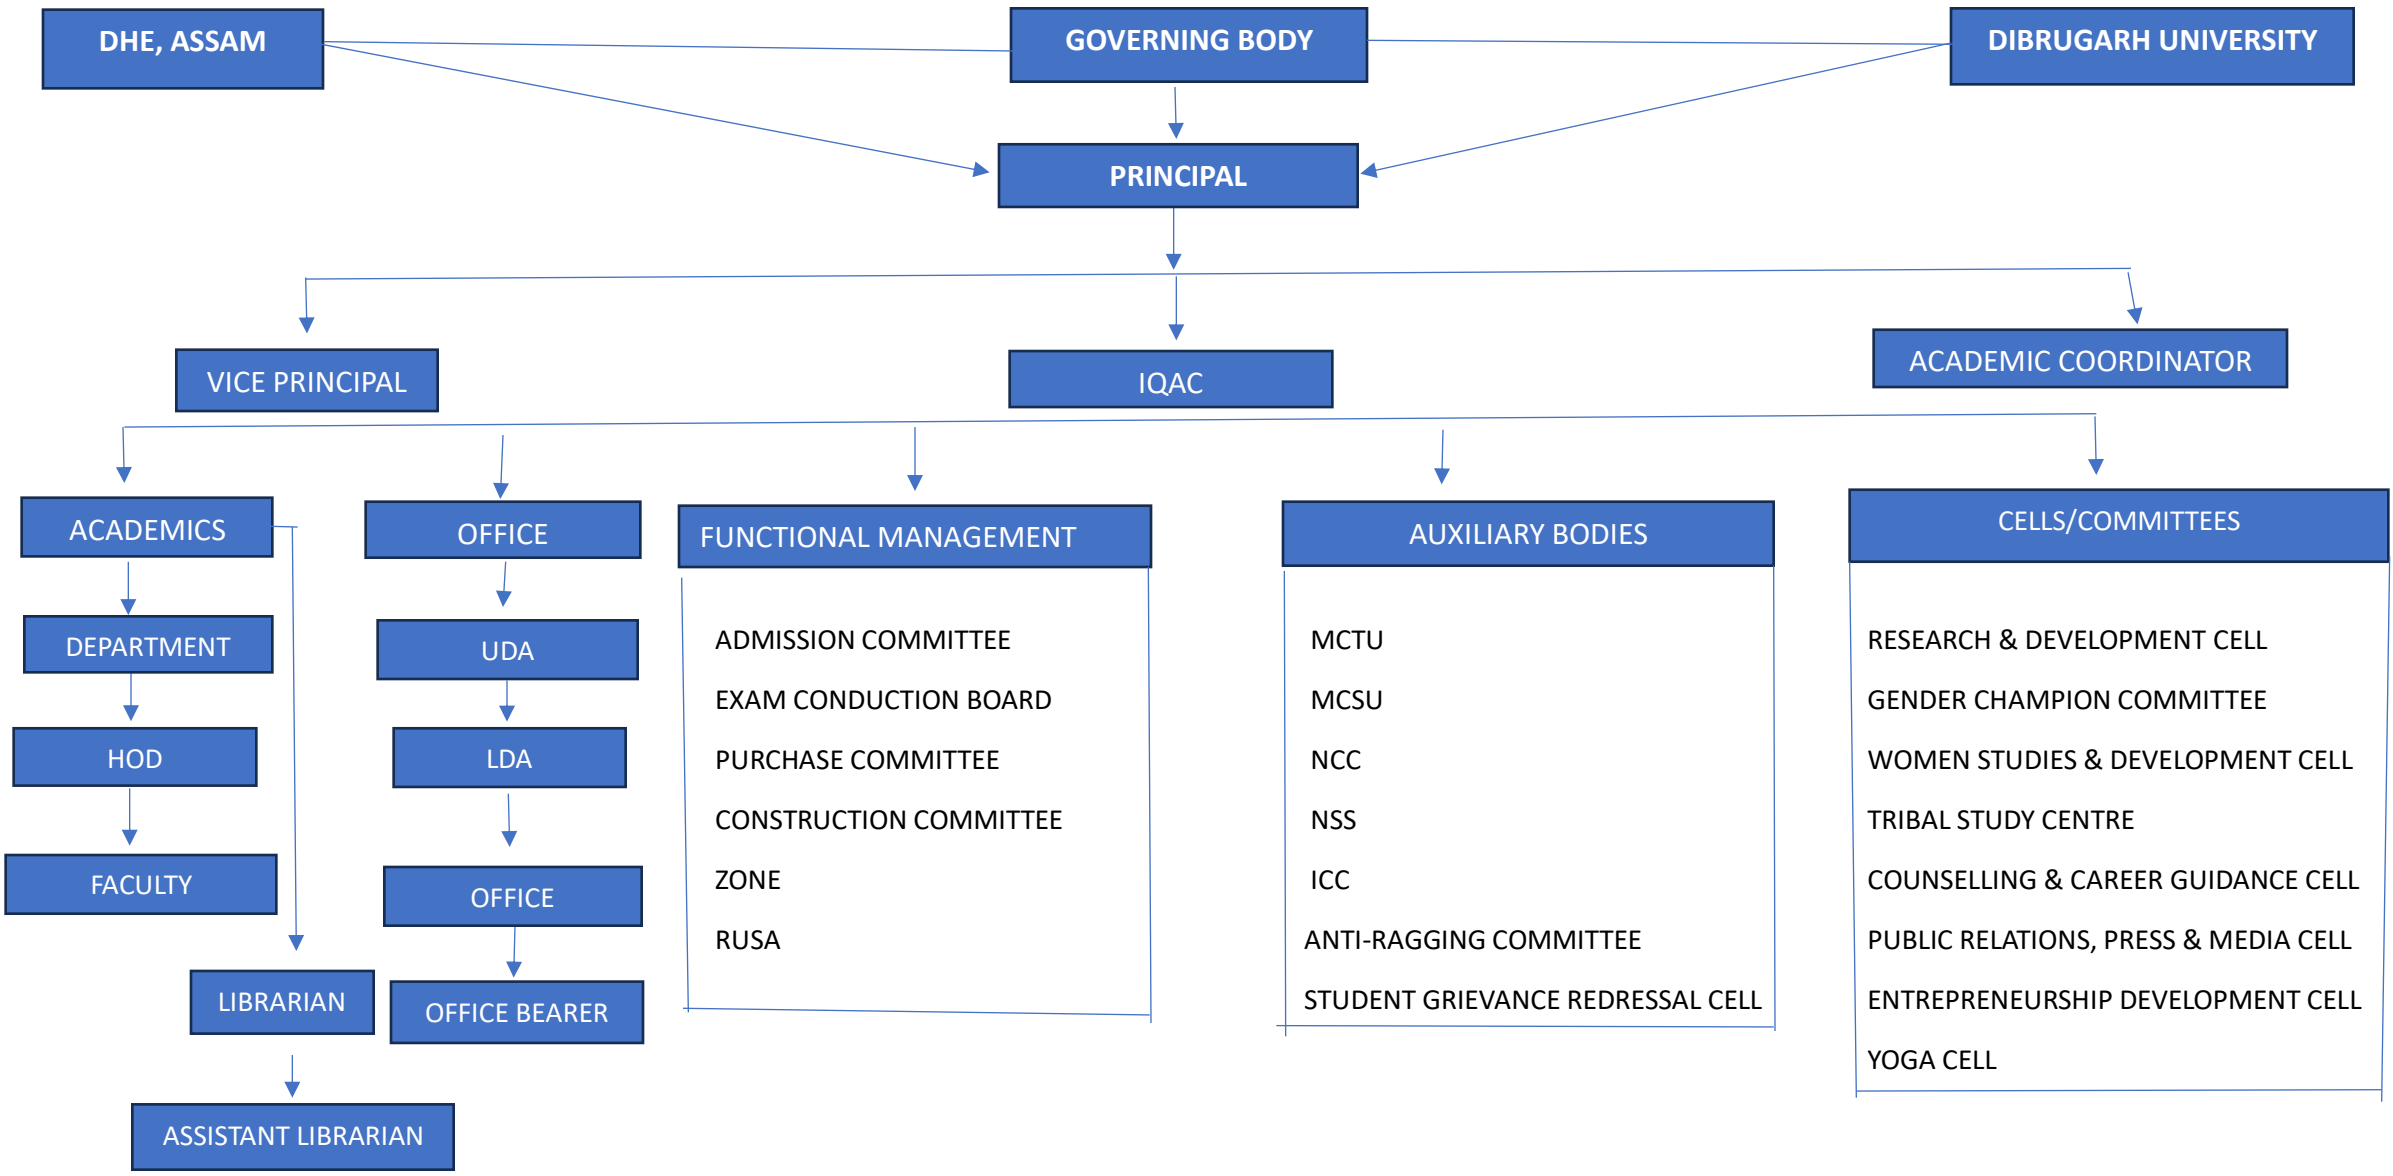 DHE, ASSAM
GOVERNING BODY
DIBRUGARH UNIVERSITY
PRINCIPAL
VICE PRINCIPAL
IQAC
ACADEMIC COORDINATOR
ACADEMICS
DEPARTMENT
HOD
FACULTY
LIBRARIAN
ASSISTANT LIBRARIAN
OFFICE
UDA
LDA
OFFICE
OFFICE BEARER
FUNCTIONAL MANAGEMENT
ADMISSION COMMITTEE
EXAM CONDUCTION BOARD
PURCHASE COMMITTEE
CONSTRUCTION COMMITTEE
ZONE
RUSA
AUXILIARY BODIES
MCTU
MCSU
NCC
NSS
ICC
ANTI-RAGGING COMMITTEE
STUDENT GRIEVANCE REDRESSAL CELL
CELLS/COMMITTEES
RESEARCH & DEVELOPMENT CELL
GENDER CHAMPION COMMITTEE
WOMEN STUDIES & DEVELOPMENT CELL
TRIBAL STUDY CENTRE
COUNSELLING & CAREER GUIDANCE CELL
PUBLIC RELATIONS, PRESS & MEDIA CELL
ENTREPRENEURSHIP DEVELOPMENT CELL
YOGA CELL